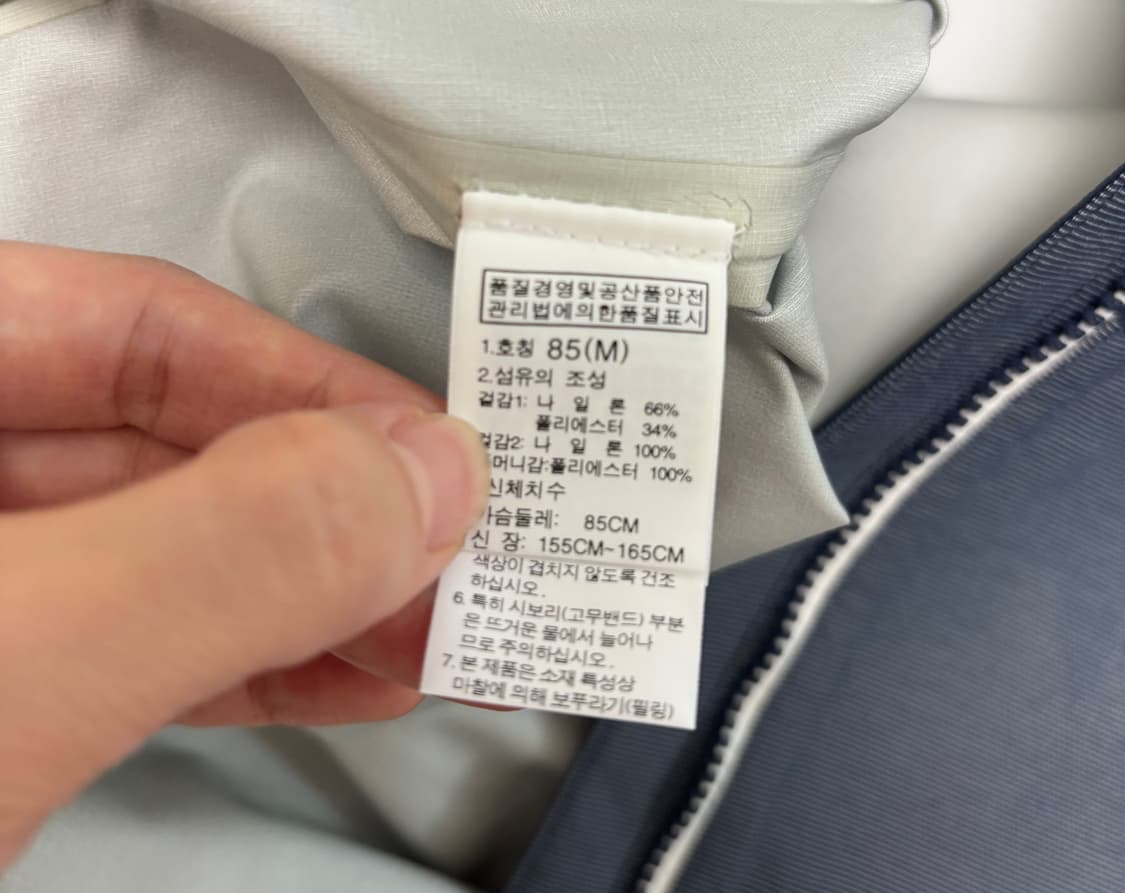 품질경영및공산품안전
관리법에의한품질표시
1.호칭 85(M)
2.섬유의 조성
겉감1: 나 일 론 66%
폴리에스터 34%
겉감2: 나 일 론 100%
머니감:폴리에스터 100%
신체치수
가슴둘레: 85CM
신 장: 155CM~165CM
색상이 겹치지 않도록 건조
하십시오.
6. 특히 시보리(고무밴드) 부분
은 뜨거운 물에서 늘어나
므로 주의하십시오.
7. 본 제품은 소재 특성상
마찰에 의해 보푸라기(필링)